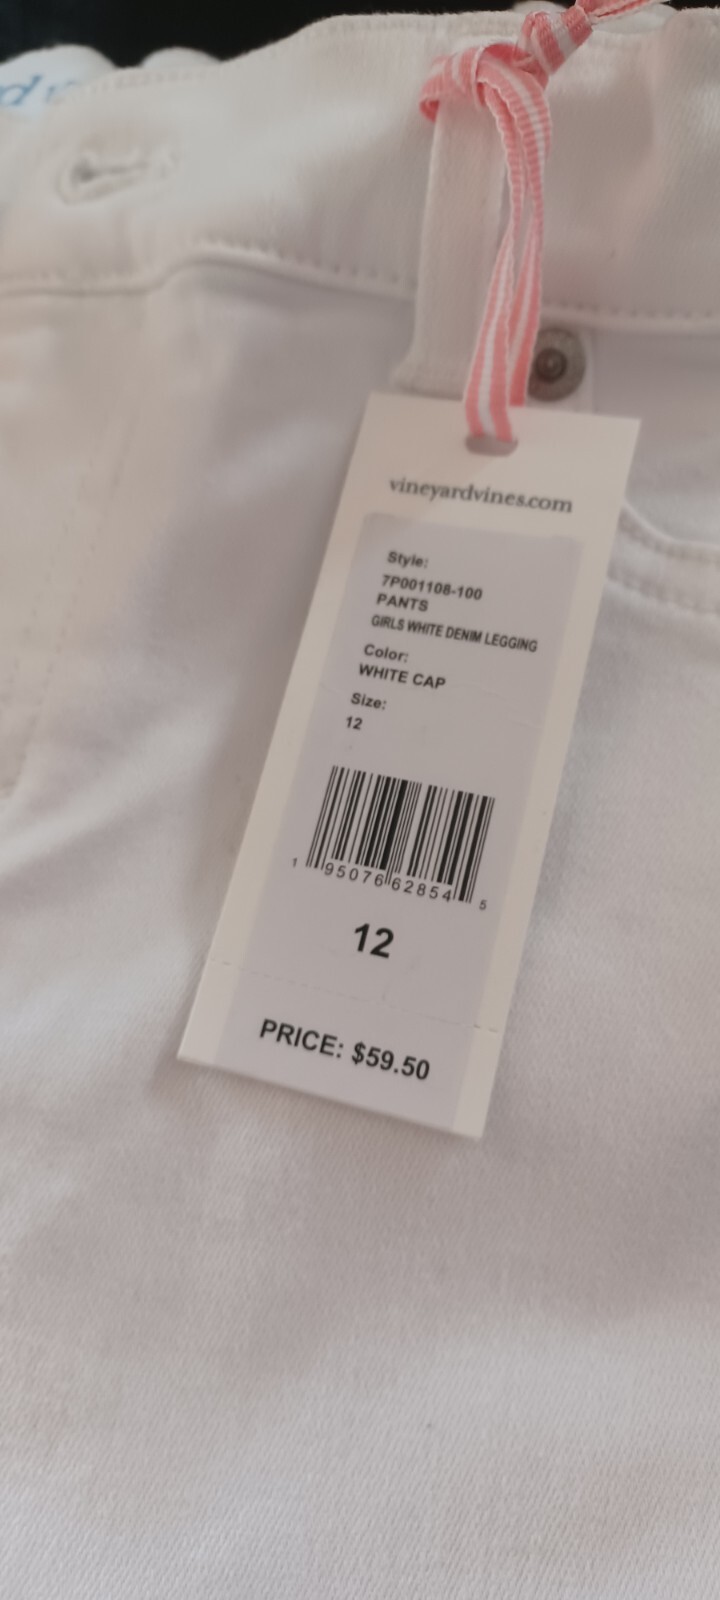 vineyardvines.com
Style:
7P001108-100
PANTS
GIRLS WHITE DENIM LEGGING
Color:
WHITE CAP
Size:
12
1 95076 62854 5
12
PRICE: $59.50